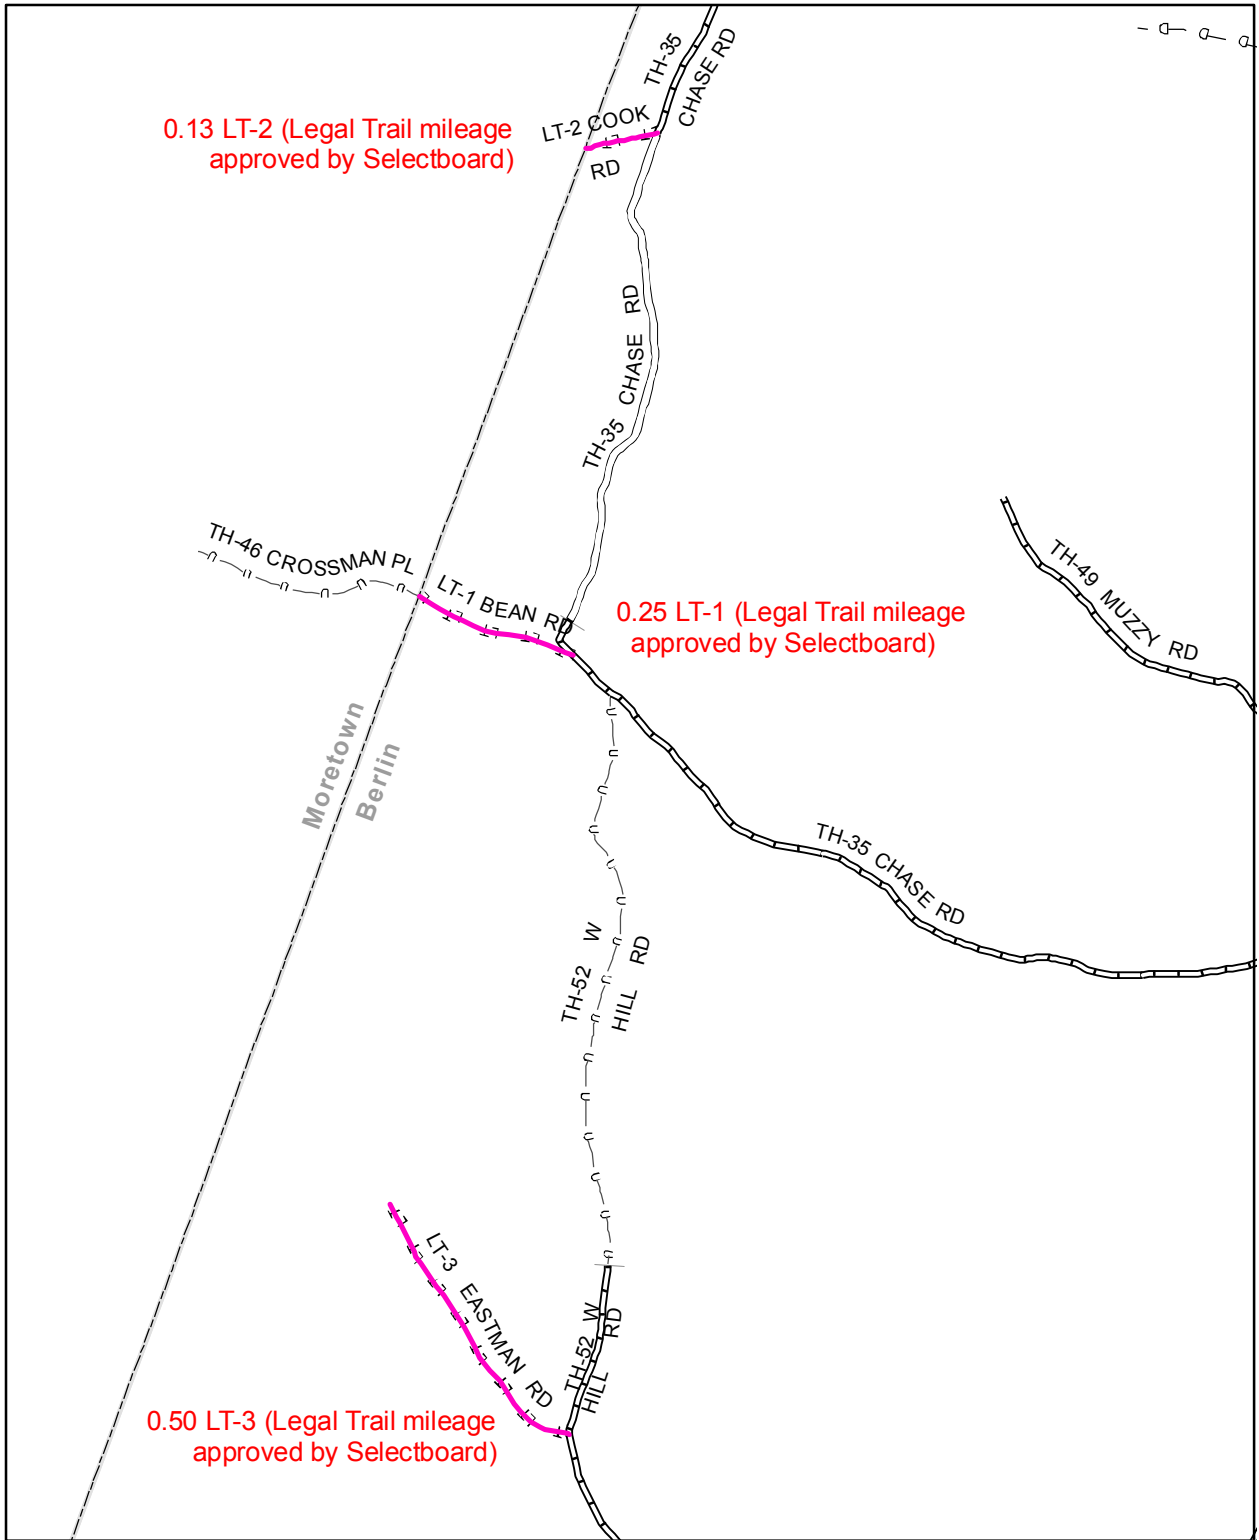 TH-35
CHASE RD
0.13 LT-2 (Legal Trail mileage
approved by Selectboard)
LT-2 COOK
RD
TH-35 CHASE RD
TH-46 CROSSMAN PL
LT-1 BEAN RD
0.25 LT-1 (Legal Trail mileage
approved by Selectboard)
TH-49 MUZZY RD
Moretown
Berlin
TH-35 CHASE RD
TH-52 W
HILL RD
LT-3 EASTMAN RD
TH-52 W
HILL RD
0.50 LT-3 (Legal Trail mileage
approved by Selectboard)